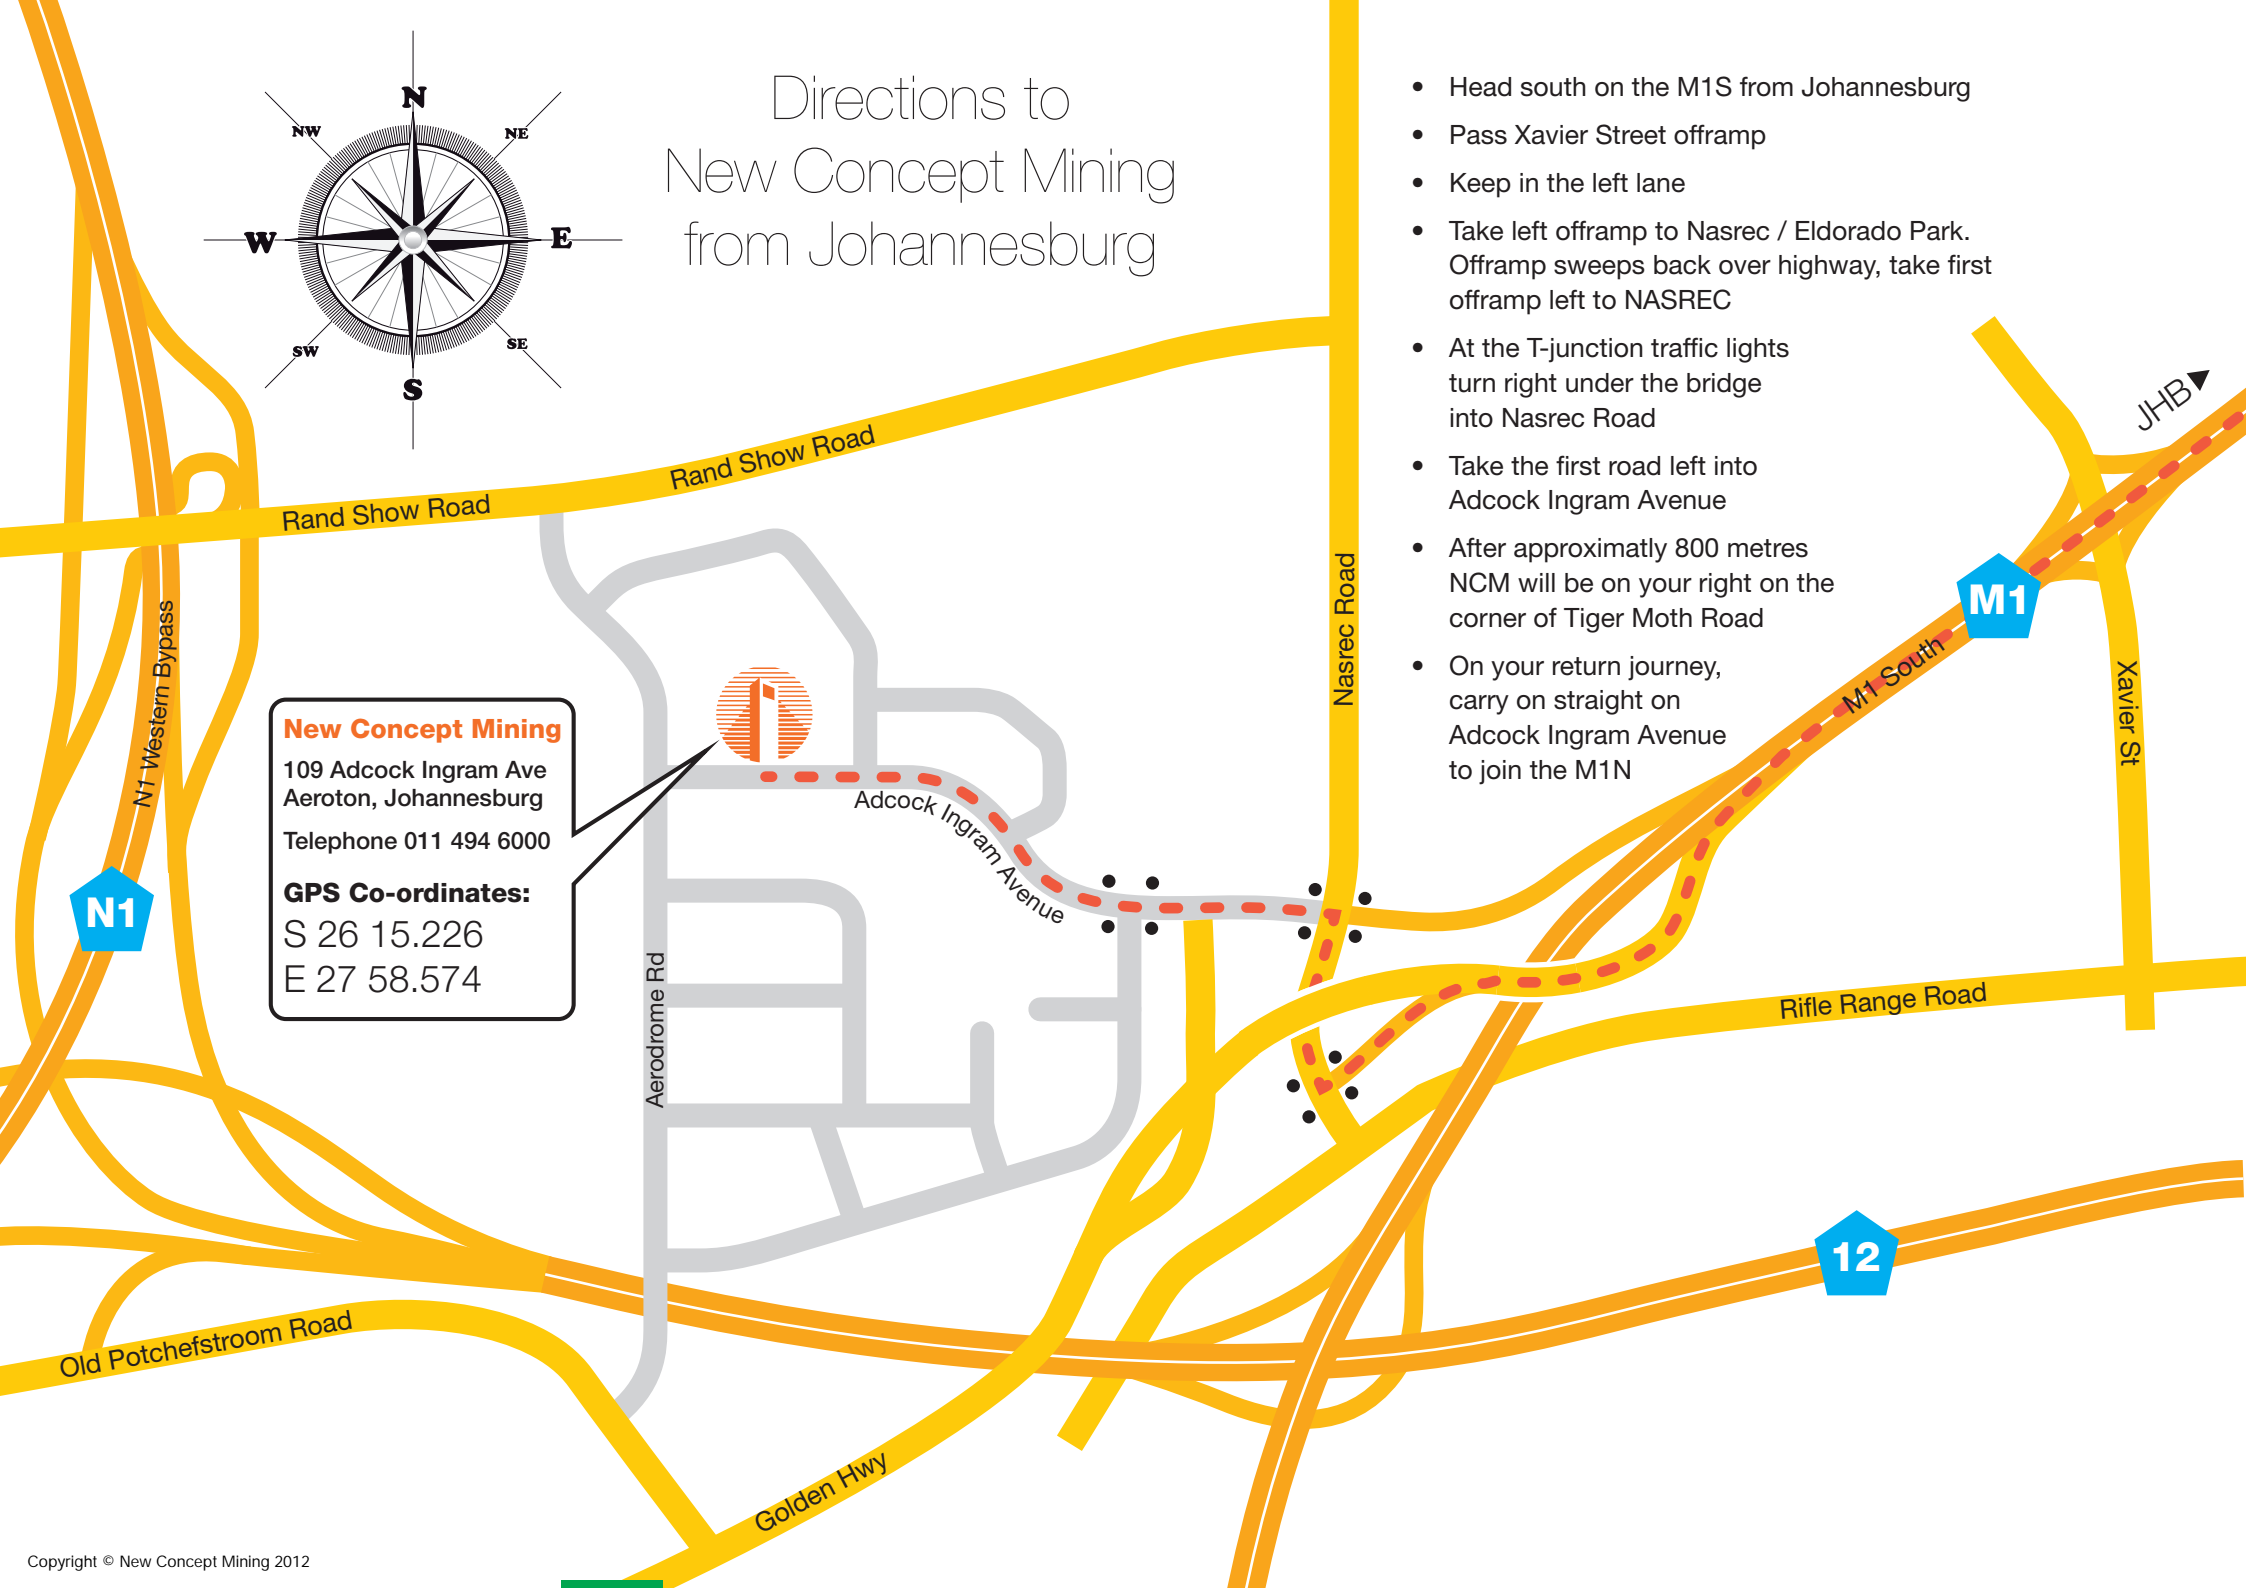 N
NW
NE
W
E
SW
SE
S
Directions to
New Concept Mining
from Johannesburg
• Head south on the M1S from Johannesburg
• Pass Xavier Street offramp
• Keep in the left lane
• Take left offramp to Nasrec / Eldorado Park.
Offramp sweeps back over highway, take first
offramp left to NASREC
• At the T-junction traffic lights
turn right under the bridge
into Nasrec Road
• Take the first road left into
Adcock Ingram Avenue
• After approximatly 800 metres
NCM will be on your right on the
corner of Tiger Moth Road
• On your return journey,
carry on straight on
Adcock Ingram Avenue
to join the M1N
JHB
Rand Show Road
Rand Show Road
Nasrec Road
N1 Western Bypass
M1
M1 South
Xavier St
New Concept Mining
109 Adcock Ingram Ave
Aeroton, Johannesburg
Telephone 011 494 6000
GPS Co-ordinates:
S 26 15.226
E 27 58.574
Adcock Ingram Avenue
N1
Aerodrome Rd
Rifle Range Road
12
Old Potchefstroom Road
Golden Hwy
Copyright © New Concept Mining 2012